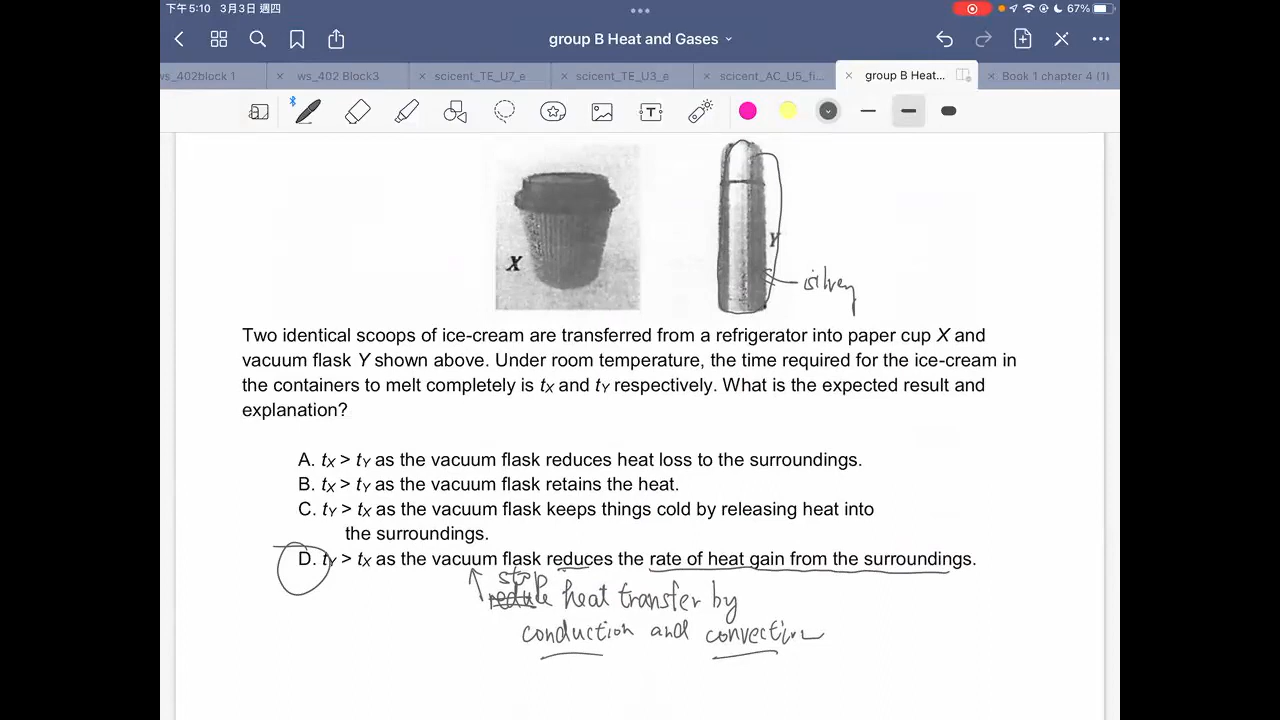 下午5:10 3月3日 週四
67%
group B Heat and Gases
ws_402block 1
ws_402 Block3
scicent_TE_U7_e
scicent_TE_U3_e
scicent_AC_U5_fi...
group B Heat...
Book 1 chapter 4 (1)
X
Y
silver
Two identical scoops of ice-cream are transferred from a refrigerator into paper cup X and
vacuum flask Y shown above. Under room temperature, the time required for the ice-cream in
the containers to melt completely is tX and tY respectively. What is the expected result and
explanation?
A. tX > tY as the vacuum flask reduces heat loss to the surroundings.
B. tX > tY as the vacuum flask retains the heat.
C. tY > tX as the vacuum flask keeps things cold by releasing heat into
the surroundings.
D. tY > tX as the vacuum flask reduces the rate of heat gain from the surroundings.
stop
heat transfer by
conduction and convection